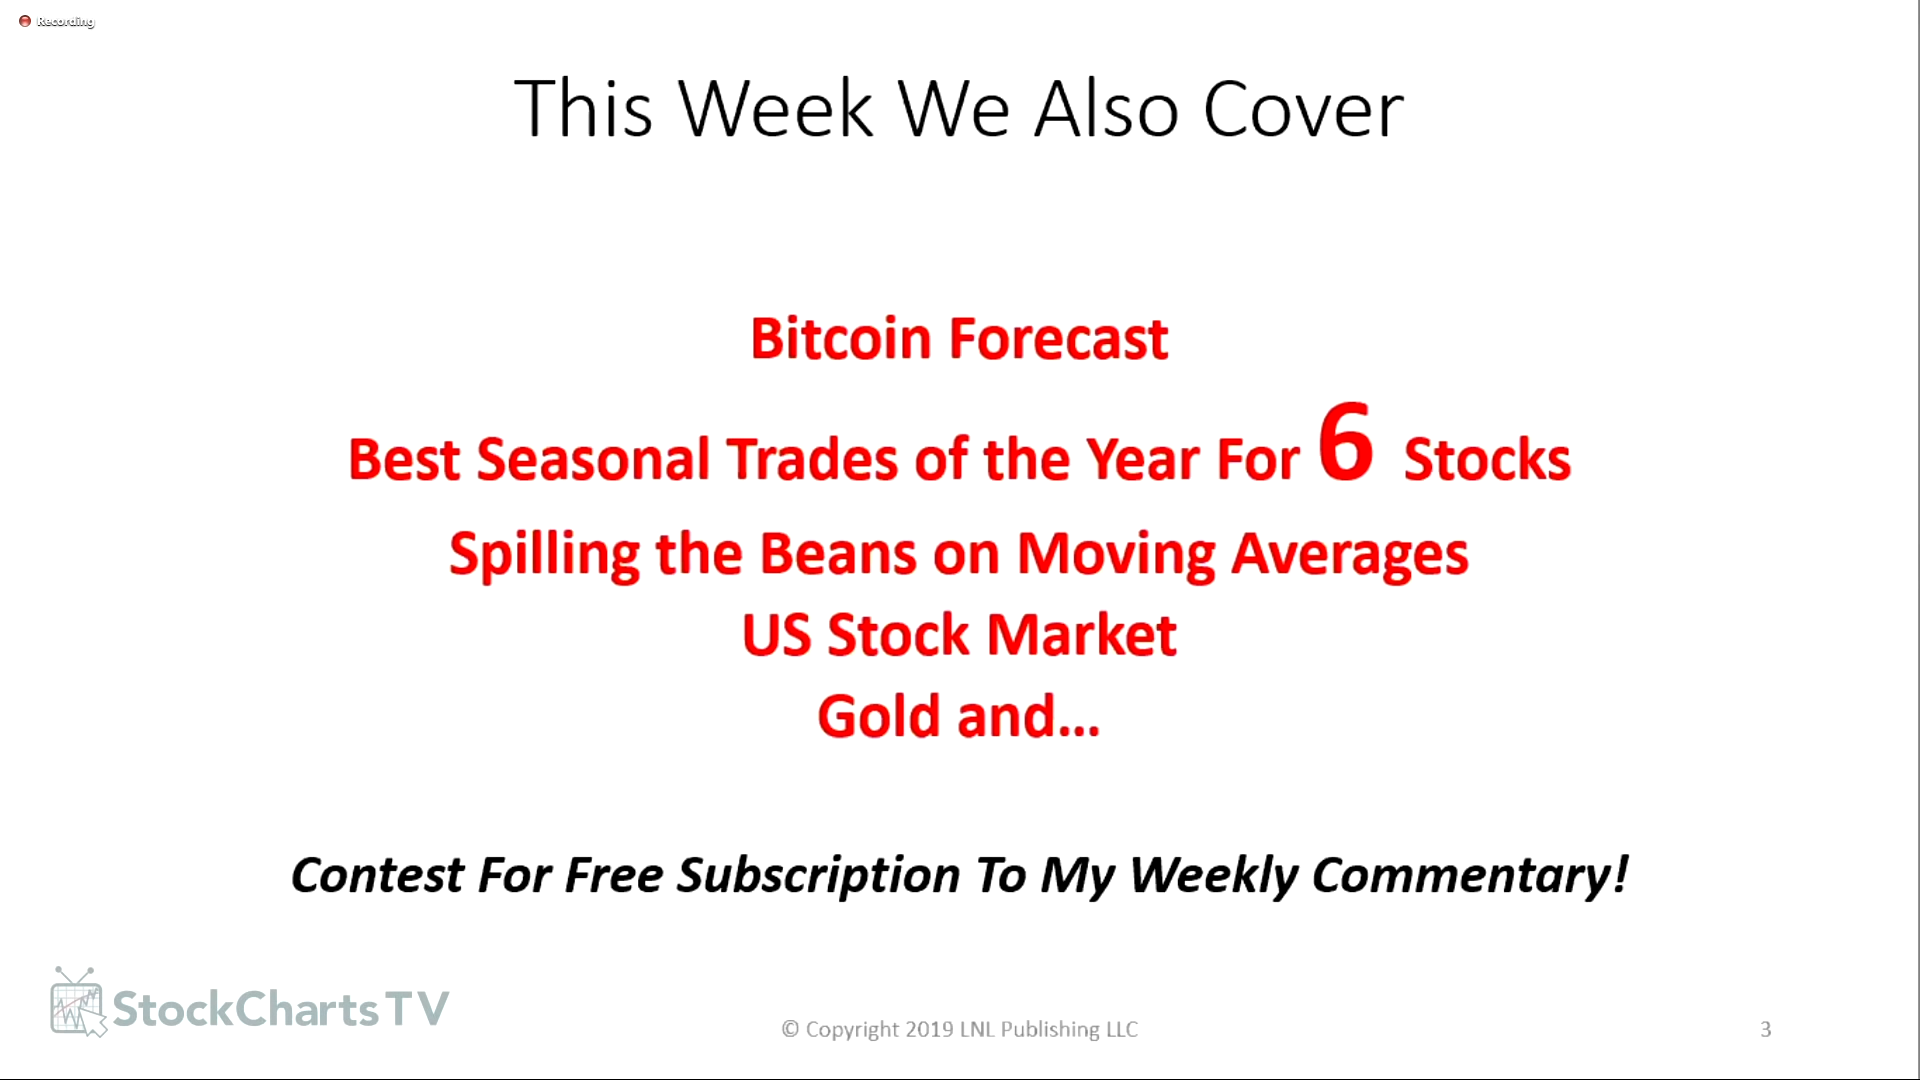 Recording
This Week We Also Cover
Bitcoin Forecast
Best Seasonal Trades of the Year For 6 Stocks
Spilling the Beans on Moving Averages
US Stock Market
Gold and...
Contest For Free Subscription To My Weekly Commentary!
StockChartsTV
© Copyright 2019 LNL Publishing LLC
3